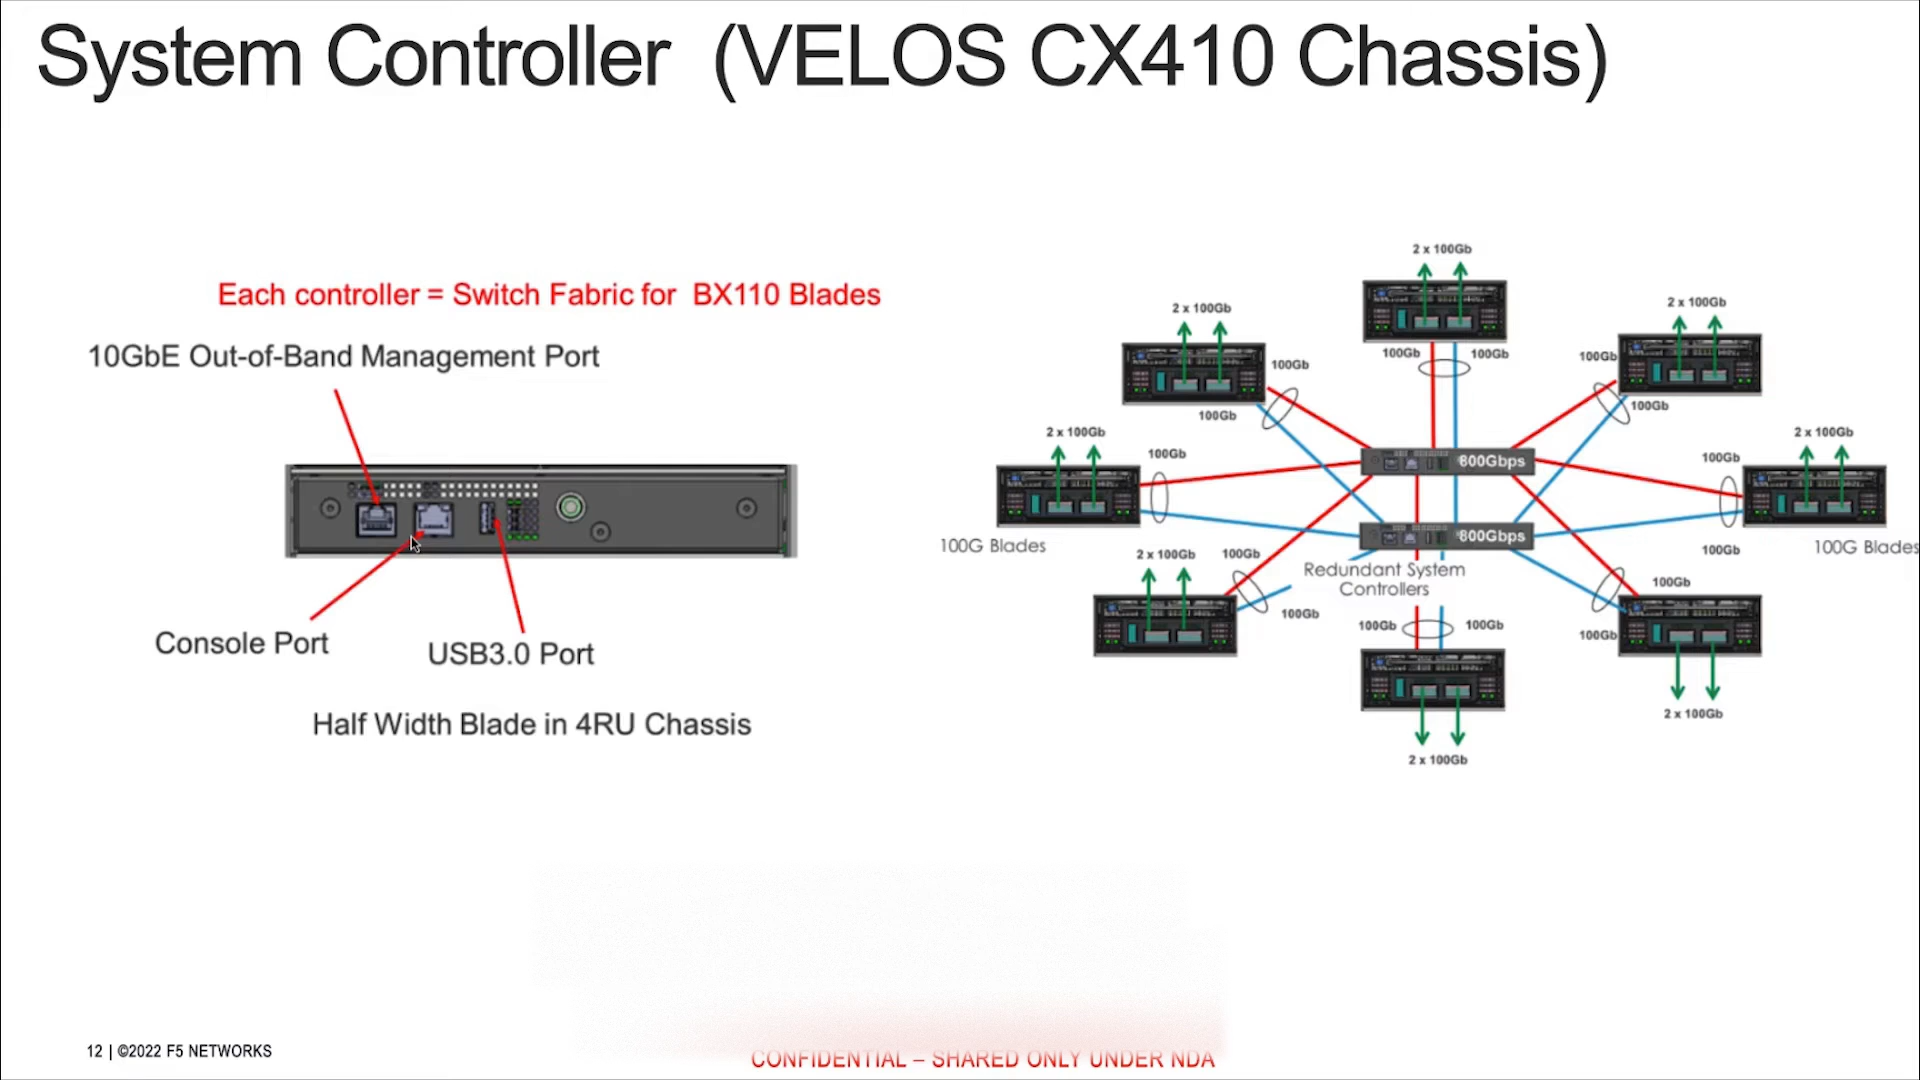 System Controller (VELOS CX410 Chassis)
Each controller = Switch Fabric for BX110 Blades
10GbE Out-of-Band Management Port
Console Port
USB3.0 Port
Half Width Blade in 4RU Chassis
2 x 100Gb
2 x 100Gb
2 x 100Gb
100Gb
100Gb
100Gb
100Gb
100Gb
100Gb
2 x 100Gb
2 x 100Gb
100Gb
100Gb
800Gbps
800Gbps
100G Blades
100Gb
100G Blades
2 x 100Gb
100Gb
Redundant System
Controllers
100Gb
100Gb
100Gb
100Gb
100Gb
2 x 100Gb
2 x 100Gb
12 | ©2022 F5 NETWORKS
CONFIDENTIAL – SHARED ONLY UNDER NDA